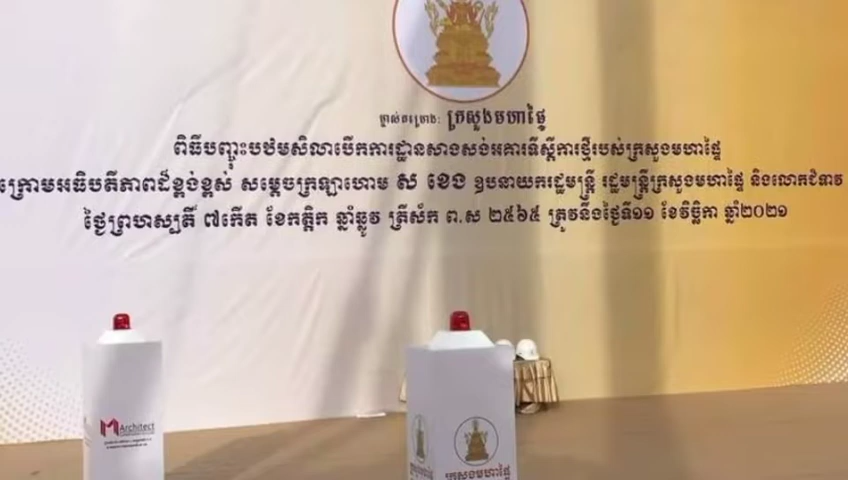 ម្ចាស់គម្រោង: ក្រសួងមហាផ្ទៃ
ពិធីបញ្ចុះបឋមសិលាបើកការដ្ឋានសាងសង់អគារទីស្តីការថ្មីរបស់ក្រសួងមហាផ្ទៃ
ក្រោមអធិបតីភាពដ៏ខ្ពង់ខ្ពស់ សម្តេចក្រឡាហោម ស ខេង ឧបនាយករដ្ឋមន្ត្រី រដ្ឋមន្ត្រីក្រសួងមហាផ្ទៃ និងលោកជំទាវ
ថ្ងៃព្រហស្បតិ៍ ៧កើត ខែកត្តិក ឆ្នាំឆ្លូវ ត្រីស័ក ព.ស ២៥៦៥ ត្រូវនឹងថ្ងៃទី១១ ខែវិច្ឆិកា ឆ្នាំ២០២១
M Architect
ក្រសួងមហាផ្ទៃ